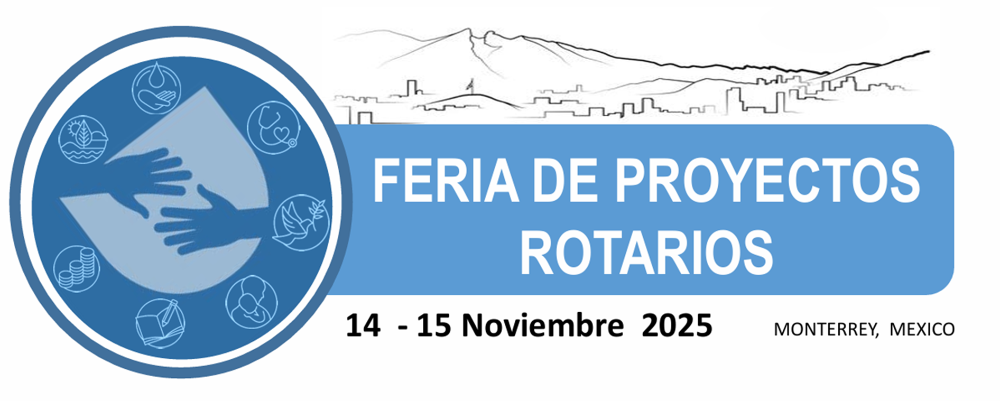 FERIA DE PROYECTOS
ROTARIOS
14 - 15 Noviembre 2025
MONTERREY, MEXICO